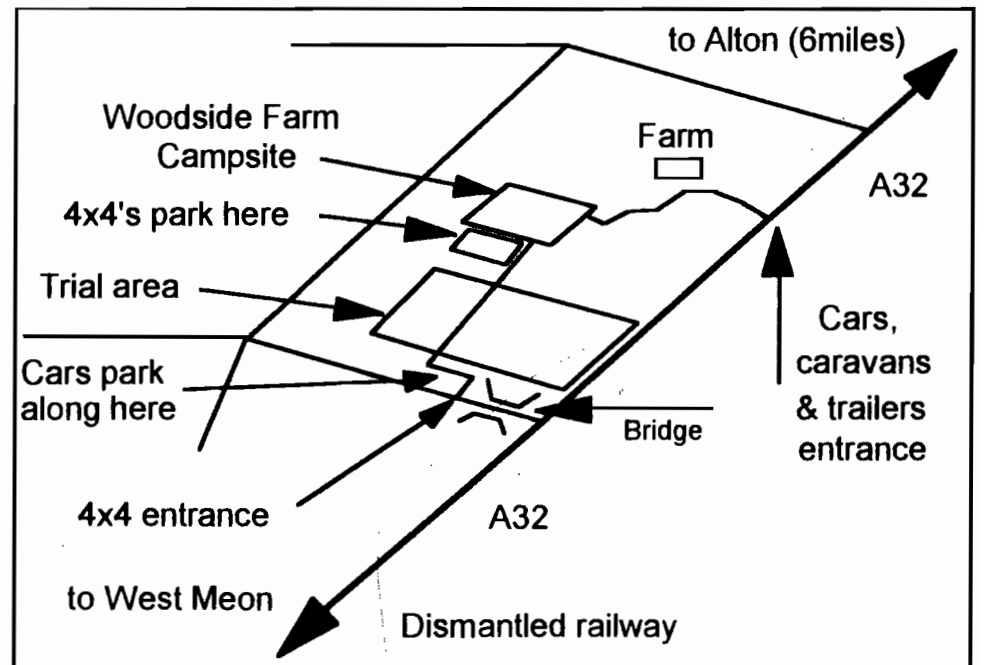 to Alton (6miles)
Woodside Farm
Campsite
Farm
A32
4x4's park here
Trial area
Cars,
caravans
& trailers
entrance
Cars park
along here
Bridge
4x4 entrance
A32
to West Meon
Dismantled railway